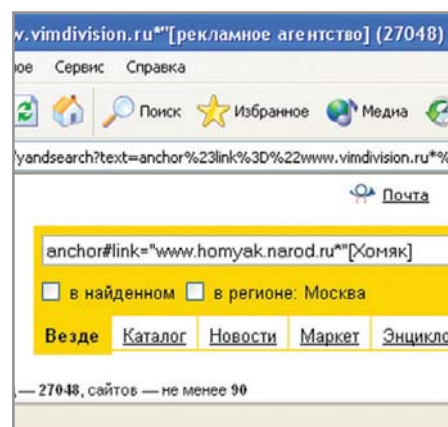 w.vimdivision.ru*"[рекламное агентство] (27048)
ное Сервис Справка
Поиск Избранное Медиа
/yandsearch?text=anchor%23link%3D%22www.vimdivision.ru*%
Почта
anchor#link="www.homyak.narod.ru*"[Хомяк]
в найденном в регионе: Москва
Везде Каталог Новости Маркет Энцикло
— 27048, сайтов — не менее 90